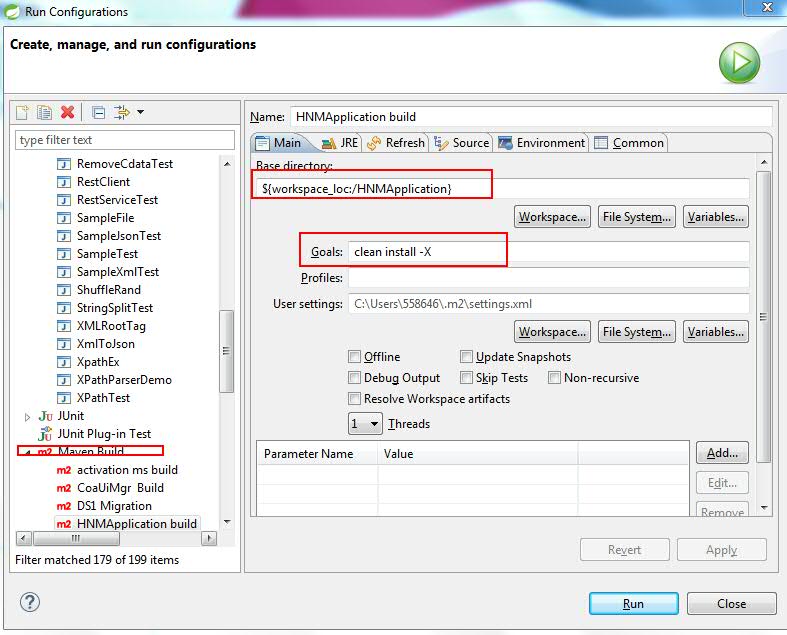 Run Configurations
Create, manage, and run configurations
type filter text
RemoveCdataTest
RestClient
RestServiceTest
SampleFile
SampleJsonTest
SampleTest
SampleXmlTest
ShuffleRand
StringSplitTest
XMLRootTag
XmlToJson
XpathEx
XPathParserDemo
XPathTest
JU JUnit
JUnit Plug-in Test
m2 Maven Build
m2 activation ms build
m2 CoaUiMgr Build
m2 DS1 Migration
m2 HNMApplication build
Filter matched 179 of 199 items
Name: HNMApplication build
Main JRE Refresh Source Environment Common
Base directory:
${workspace_loc:/HNMApplication}
Workspace... File System... Variables...
Goals: clean install -X
Profiles:
User settings: C:\Users\558646\.m2\settings.xml
Workspace... File System... Variables...
Offline Update Snapshots
Debug Output Skip Tests Non-recursive
Resolve Workspace artifacts
1 Threads
Parameter Name Value
Add...
Edit...
Remove
Revert Apply
Run Close